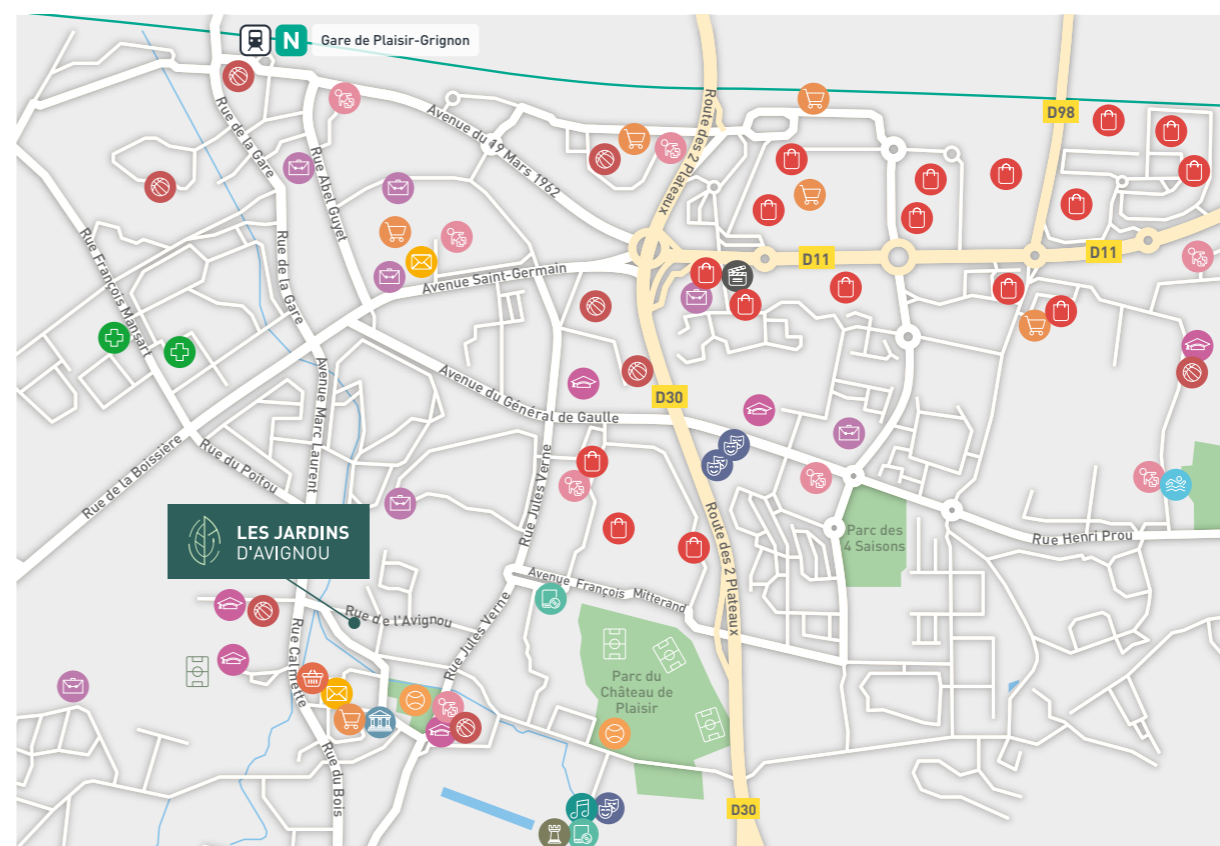 N Gare de Plaisir-Grignon
Route des 2 Plateaux
D98
Avenue du 19 Mars 1962
Rue de la Gare
Rue Abel Guyet
Rue François Mansart
Rue de la Gare
Avenue Saint-Germain
D11
D11
Avenue Marc Laurent
Avenue du Général de Gaulle
D30
Rue de la Boissière
Rue du Poitou
Rue Jules Verne
LES JARDINS
D'AVIGNOU
Route des 2 Plateaux
Parc des
4 Saisons
Rue Henri Prou
Avenue François Mitterand
Rue de l'Avignou
Rue Jules Verne
Rue Calmette
Parc du
Château de
Plaisir
Rue du Bois
D30